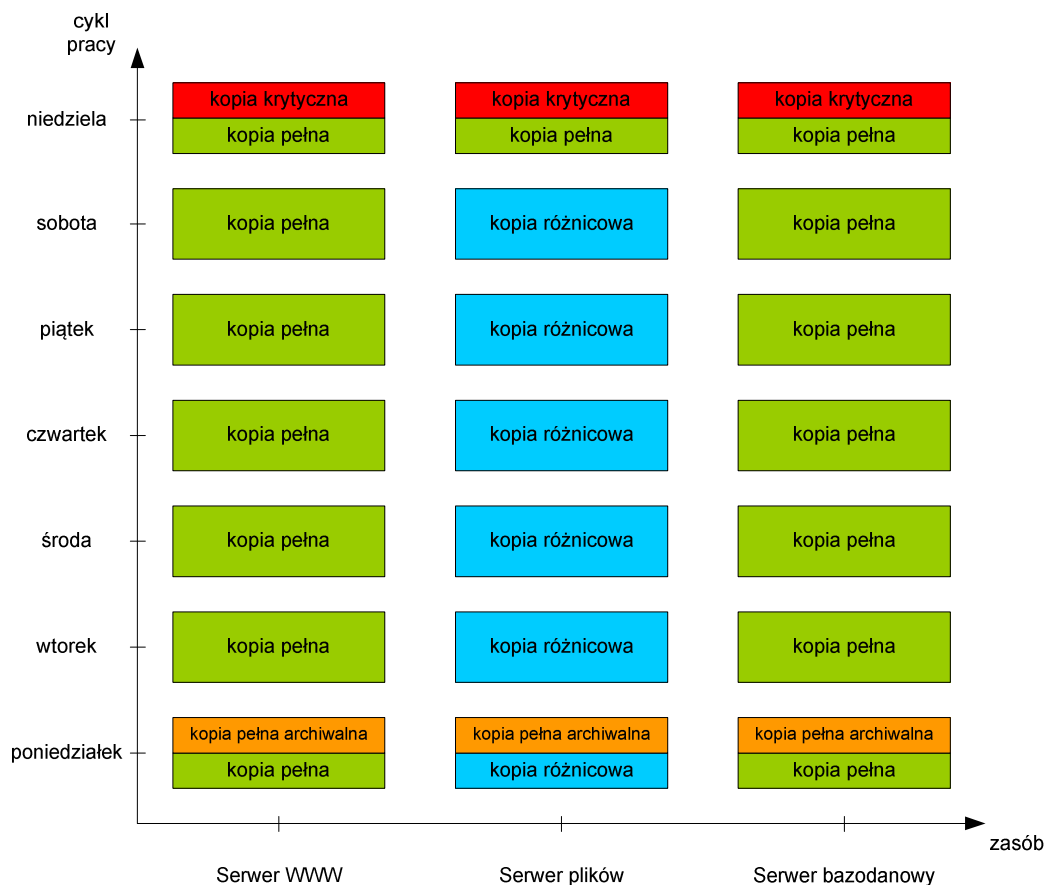 cykl
pracy
niedziela
kopia krytyczna
kopia krytyczna
kopia krytyczna
kopia pełna
kopia pełna
kopia pełna
sobota
kopia pełna
kopia różnicowa
kopia pełna
piątek
kopia pełna
kopia różnicowa
kopia pełna
czwartek
kopia pełna
kopia różnicowa
kopia pełna
środa
kopia pełna
kopia różnicowa
kopia pełna
wtorek
kopia pełna
kopia różnicowa
kopia pełna
poniedziałek
kopia pełna archiwalna
kopia pełna archiwalna
kopia pełna archiwalna
kopia pełna
kopia różnicowa
kopia pełna
zasób
Serwer WWW
Serwer plików
Serwer bazodanowy